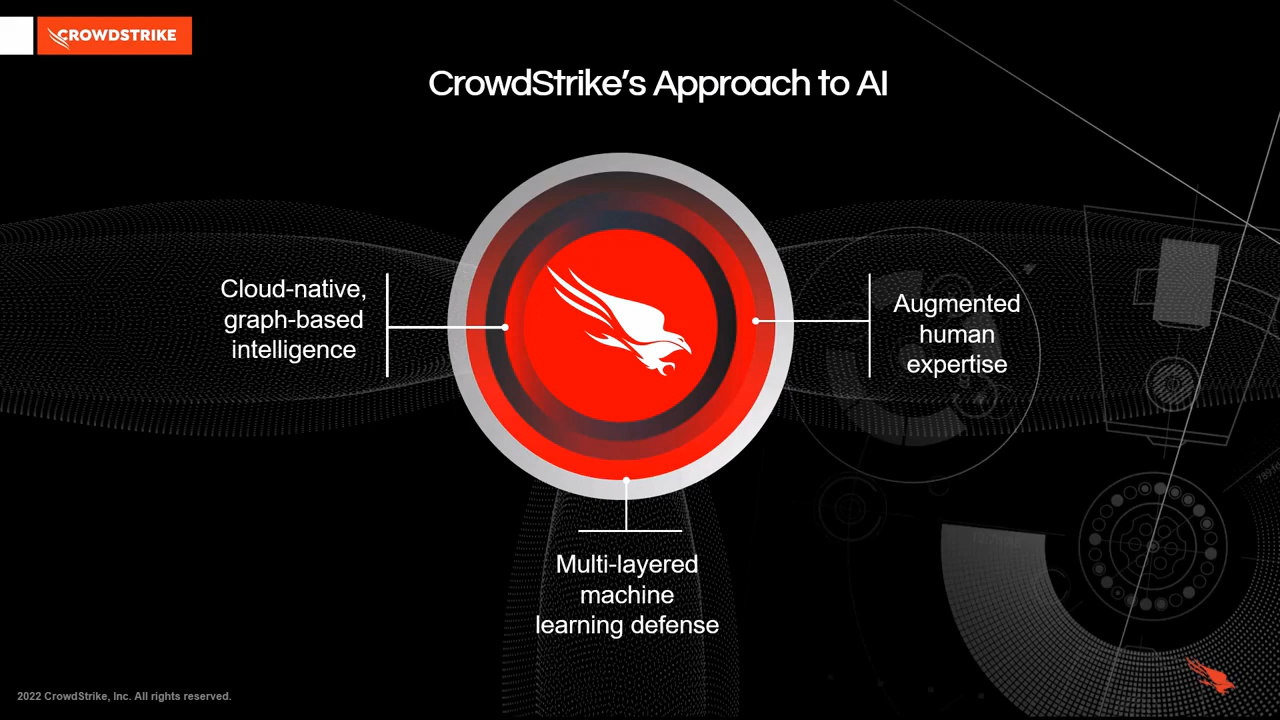 CROWDSTRIKE
CrowdStrike's Approach to AI
Cloud-native,
graph-based
intelligence
Augmented
human
expertise
Multi-layered
machine
learning defense
2022 CrowdStrike, Inc. All rights reserved.